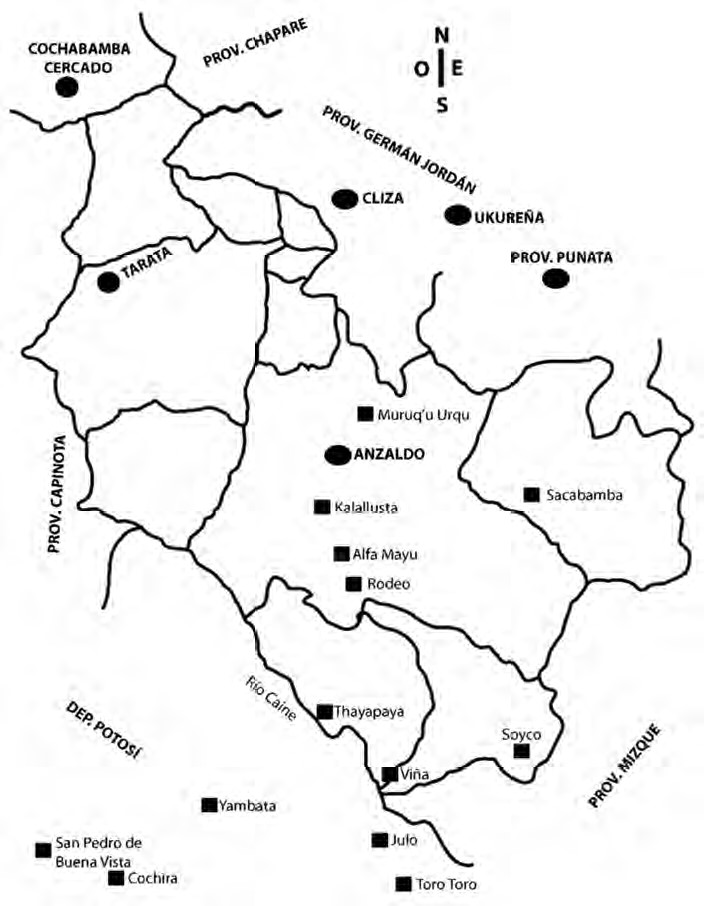 COCHABAMBA
CERCADO
PROV. CHAPARE
N
O E
S
PROV. GERMÁN JORDÁN
CLIZA
UKUREÑA
PROV. PUNATA
TARATA
Muruq'u Urqu
ANZALDO
PROV. CAPINOTA
Kalallusta
Sacabamba
Alfa Mayu
Rodeo
Río Caine
Thayapaya
DEP. POTOSÍ
Soyco
PROV. MIZQUE
Viña
Yambata
San Pedro de
Buena Vista
Julo
Cochira
Toro Toro